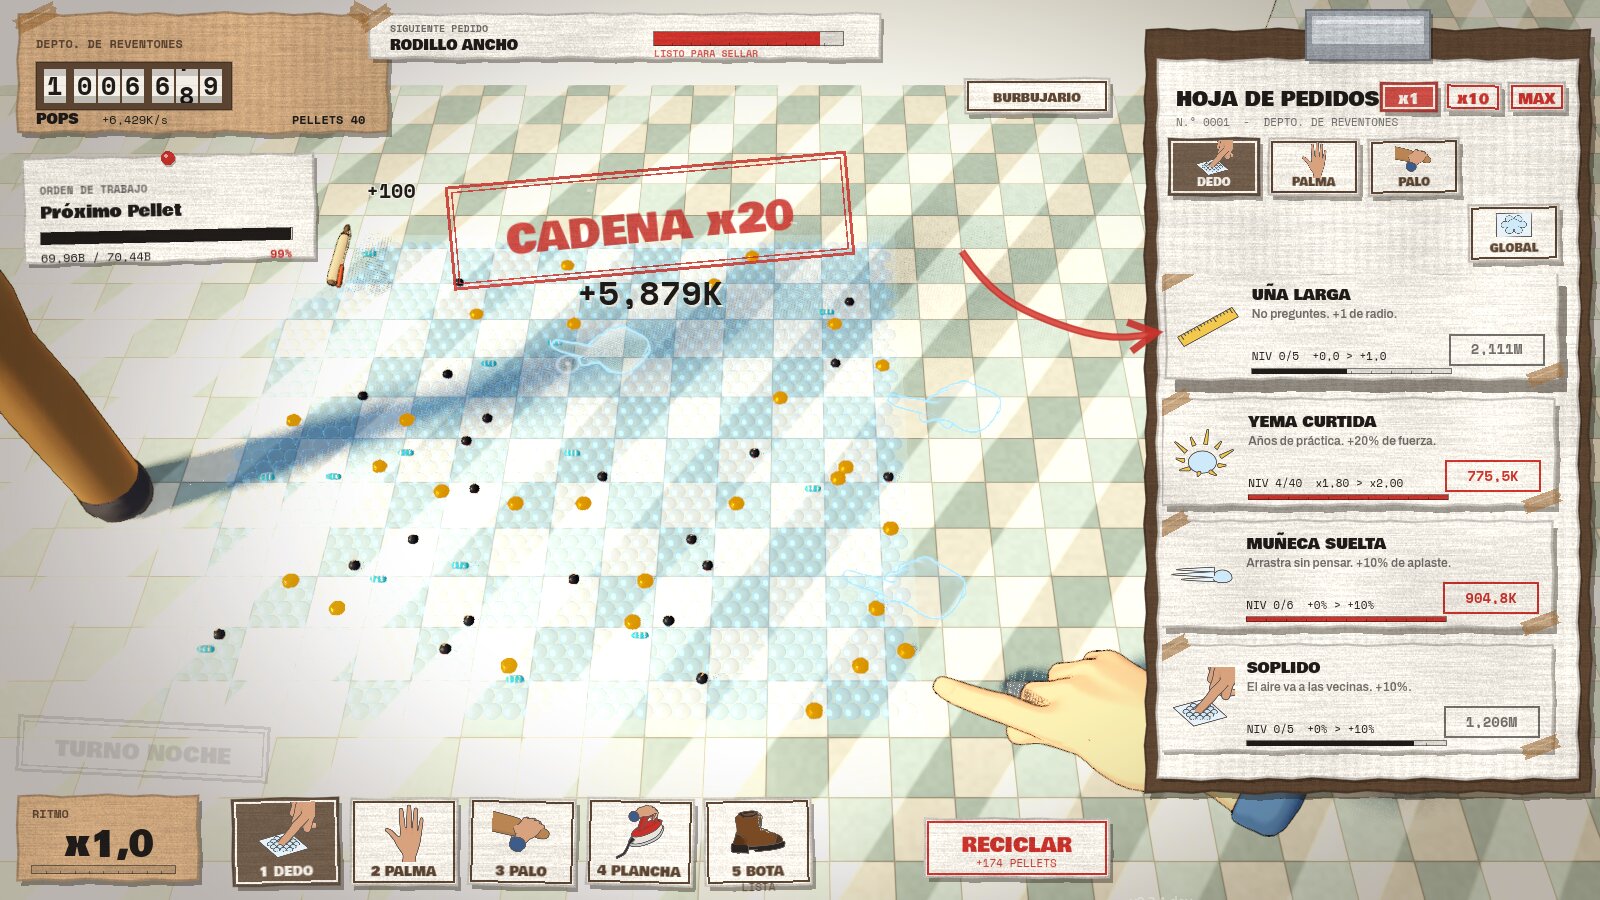 DEPTO. DE REVENTONES
1006689
POPS +6,429K/s PELLETS 40
SIGUIENTE PEDIDO
RODILLO ANCHO
LISTO PARA SELLAR
BURBUJARIO
ORDEN DE TRABAJO
Próximo Pellet
69.96B / 70.44B 99%
+100
CADENA x20
+5,879K
HOJA DE PEDIDOS x1 x10 MAX
N.° 0001 - DEPTO. DE REVENTONES
DEDO PALMA PALO
GLOBAL
UÑA LARGA
No preguntes. +1 de radio.
NIV 0/5 +0,0 > +1,0
2,111M
YEMA CURTIDA
Años de práctica. +20% de fuerza.
NIV 4/40 x1,80 > x2,00
775.5K
MUÑECA SUELTA
Arrastra sin pensar. +10% de aplaste.
NIV 0/6 +0% > +10%
904.8K
SOPLIDO
El aire va a las vecinas. +10%.
NIV 0/5 +0% > +10%
1,206M
TURNO NOCHE
RITMO
x1,0
1 DEDO 2 PALMA 3 PALO 4 PLANCHA 5 BOTA
LISTA
RECICLAR
+174 PELLETS